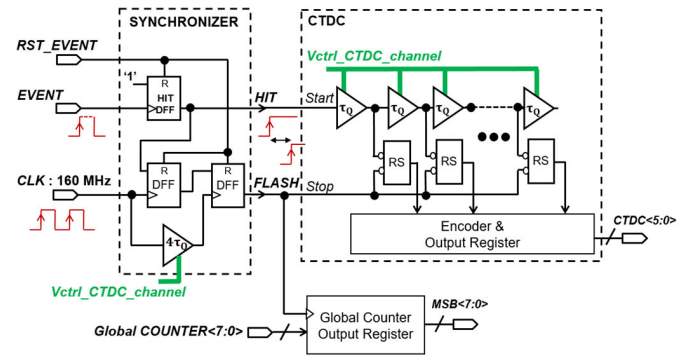 SYNCHRONIZER
CTDC
RST_EVENT
Vctrl_CTDC_channel
'1'
R
HIT
DFF
EVENT
HIT
Start
τQ
τQ
τQ
τQ
R
DFF
R
DFF
RS
RS
RS
CLK : 160 MHz
FLASH
Stop
4τQ
Encoder &
Output Register
CTDC<5:0>
Vctrl_CTDC_channel
Global COUNTER<7:0>
Global Counter
Output Register
MSB<7:0>